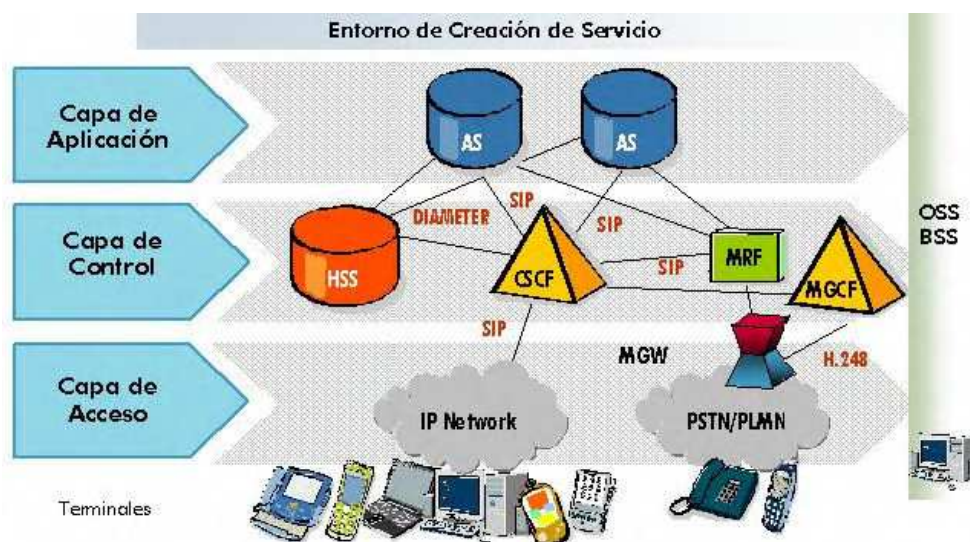 Entorno de Creación de Servicio
Capa de
Aplicación
AS
AS
SIP
DIAMETER
SIP
Capa de
Control
HSS
CSCF
SIP
MRF
MGCF
OSS
BSS
SIP
MGW
H.248
Capa de
Acceso
IP Network
PSTN/PLMN
Terminales